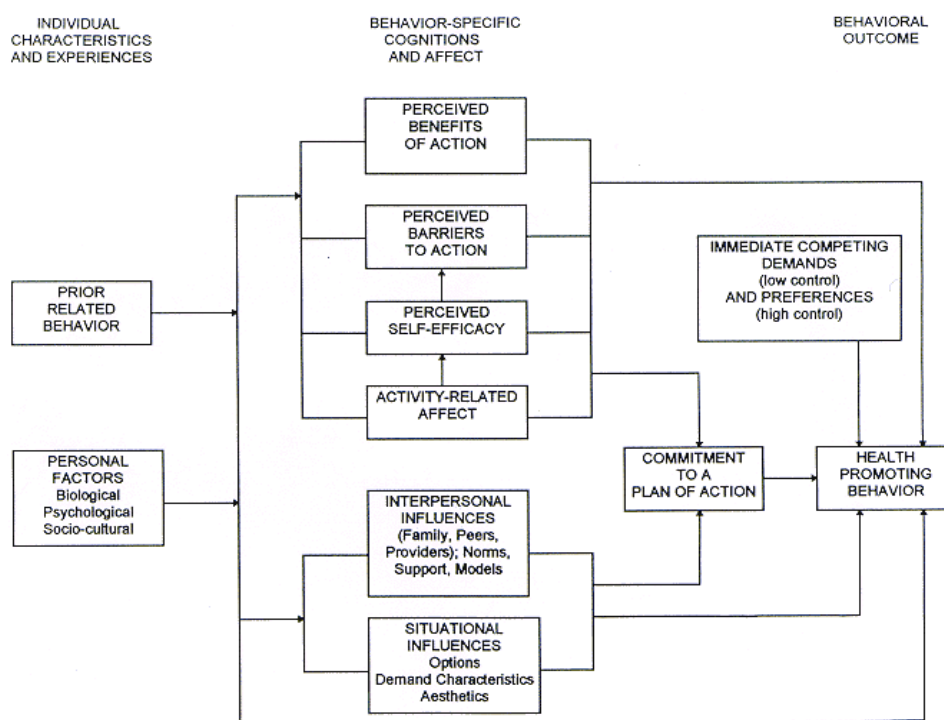 INDIVIDUAL
CHARACTERISTICS
AND EXPERIENCES
BEHAVIOR-SPECIFIC
COGNITIONS
AND AFFECT
BEHAVIORAL
OUTCOME
PERCEIVED
BENEFITS
OF ACTION
PERCEIVED
BARRIERS
TO ACTION
PERCEIVED
SELF-EFFICACY
ACTIVITY-RELATED
AFFECT
IMMEDIATE COMPETING
DEMANDS
(low control)
AND PREFERENCES
(high control)
PRIOR
RELATED
BEHAVIOR
PERSONAL
FACTORS
Biological
Psychological
Socio-cultural
INTERPERSONAL
INFLUENCES
(Family, Peers,
Providers); Norms,
Support, Models
SITUATIONAL
INFLUENCES
Options
Demand Characteristics
Aesthetics
COMMITMENT
TO A
PLAN OF ACTION
HEALTH
PROMOTING
BEHAVIOR